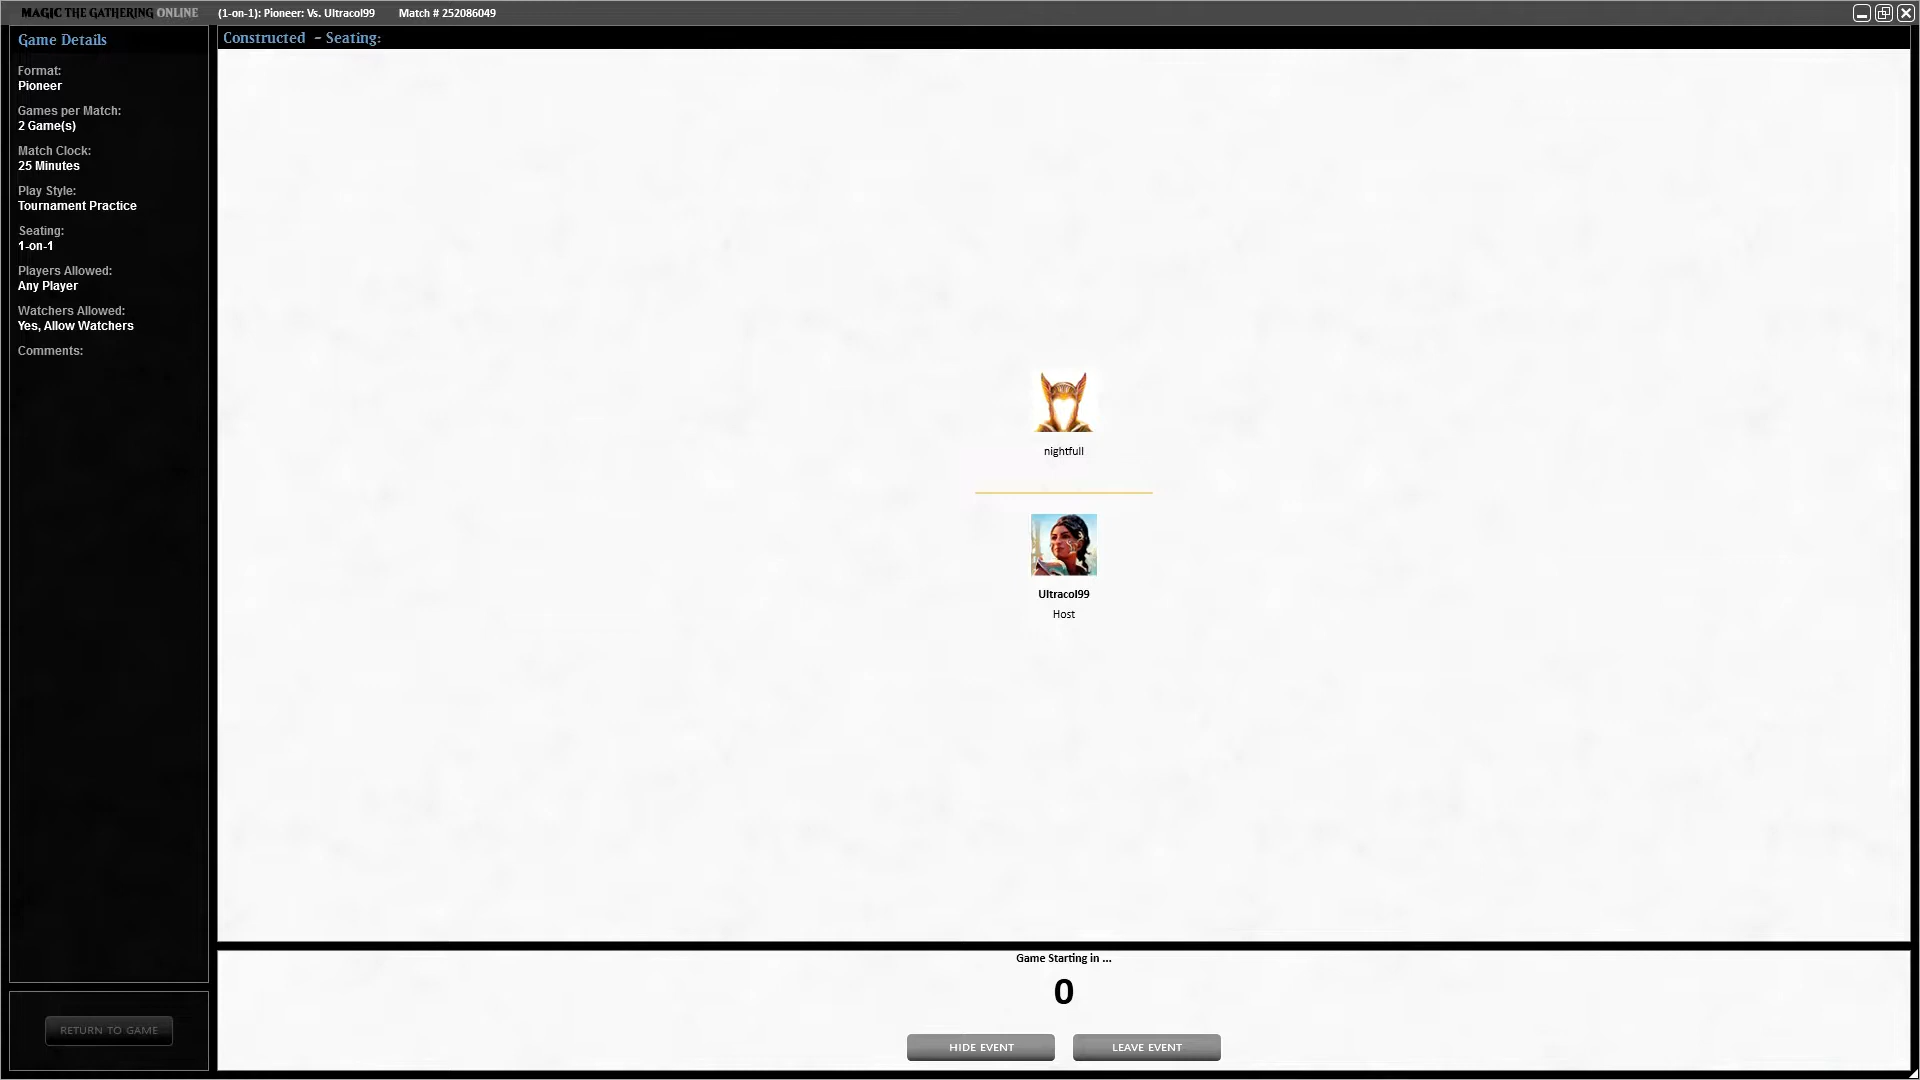 MAGIC THE GATHERING ONLINE (1-on-1): Pioneer: Vs. Ultracol99 Match # 252086049
Game Details
Format:
Pioneer
Games per Match:
2 Game(s)
Match Clock:
25 Minutes
Play Style:
Tournament Practice
Seating:
1-on-1
Players Allowed:
Any Player
Watchers Allowed:
Yes, Allow Watchers
Comments:
RETURN TO GAME
Constructed - Seating:
nightfull
Ultracol99
Host
Game Starting in ...
0
HIDE EVENT LEAVE EVENT